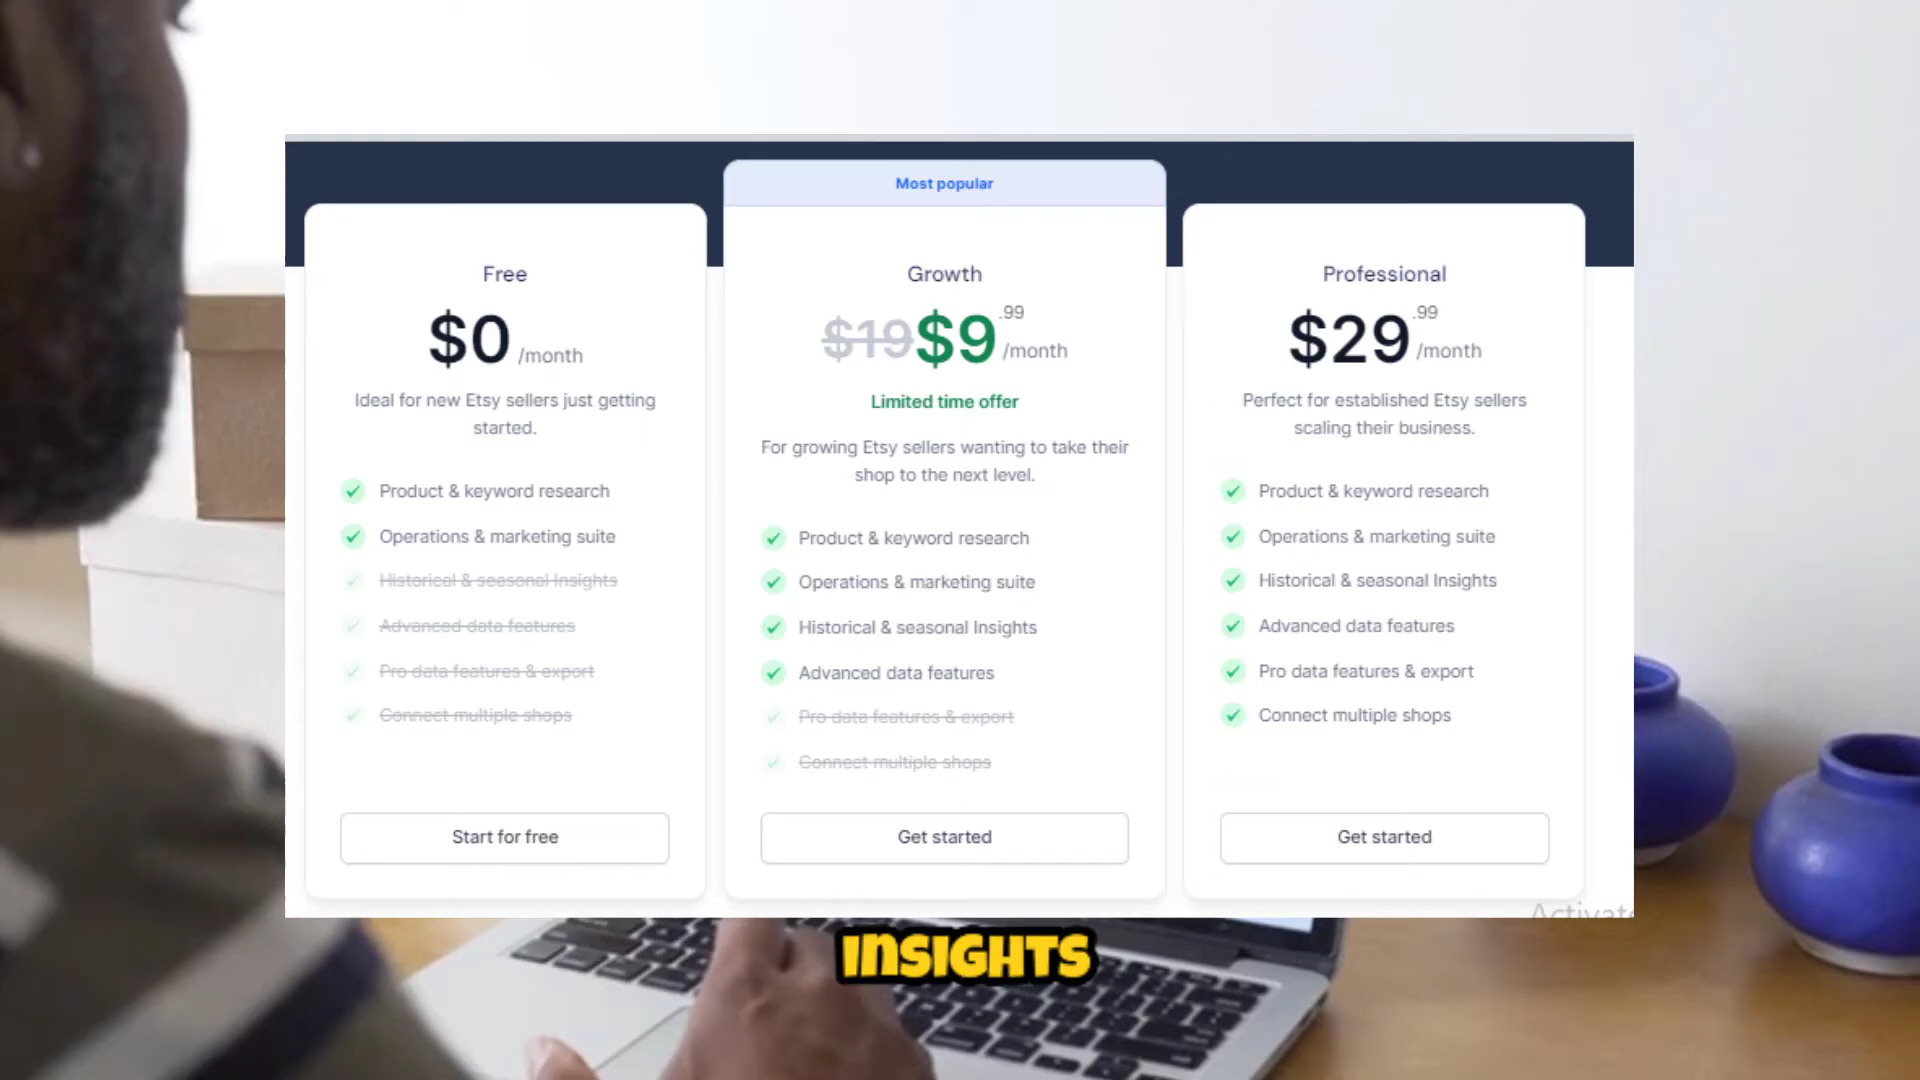 Most popular
Free
$0 /month
Ideal for new Etsy sellers just getting
started.
Product & keyword research
Operations & marketing suite
Historical & seasonal Insights
Advanced data features
Pro data features & export
Connect multiple shops
Start for free
Growth
$19 $9.99 /month
Limited time offer
For growing Etsy sellers wanting to take their
shop to the next level.
Product & keyword research
Operations & marketing suite
Historical & seasonal Insights
Advanced data features
Pro data features & export
Connect multiple shops
Get started
Professional
$29.99 /month
Perfect for established Etsy sellers
scaling their business.
Product & keyword research
Operations & marketing suite
Historical & seasonal Insights
Advanced data features
Pro data features & export
Connect multiple shops
Get started
INSIGHTS